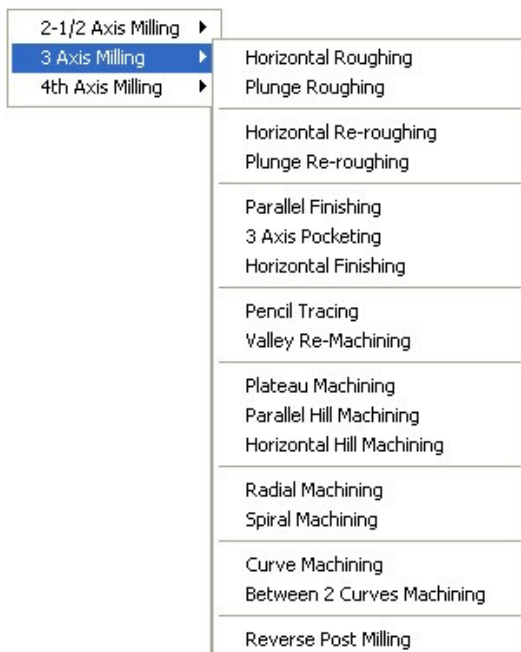 2-1/2 Axis Milling
3 Axis Milling
4th Axis Milling
Horizontal Roughing
Plunge Roughing
Horizontal Re-roughing
Plunge Re-roughing
Parallel Finishing
3 Axis Pocketing
Horizontal Finishing
Pencil Tracing
Valley Re-Machining
Plateau Machining
Parallel Hill Machining
Horizontal Hill Machining
Radial Machining
Spiral Machining
Curve Machining
Between 2 Curves Machining
Reverse Post Milling